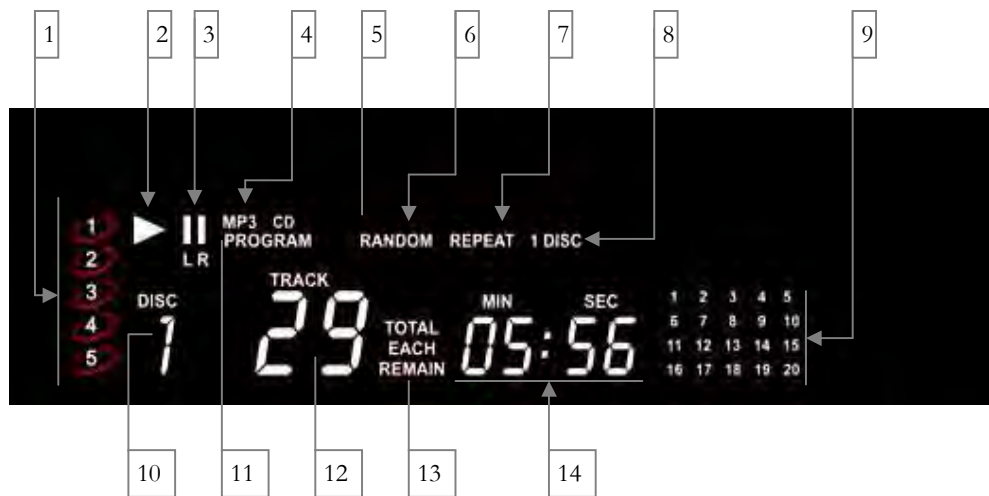 1 2 3 4 5 6 7 8 9
MP3 CD
1 PROGRAM RANDOM REPEAT 1 DISC
2 L R
3 TRACK
DISC MIN SEC 1 2 3 4 5
4 TOTAL 6 7 8 9 10
1 29 EACH 05:56 11 12 13 14 15
5 REMAIN 16 17 18 19 20
10 11 12 13 14